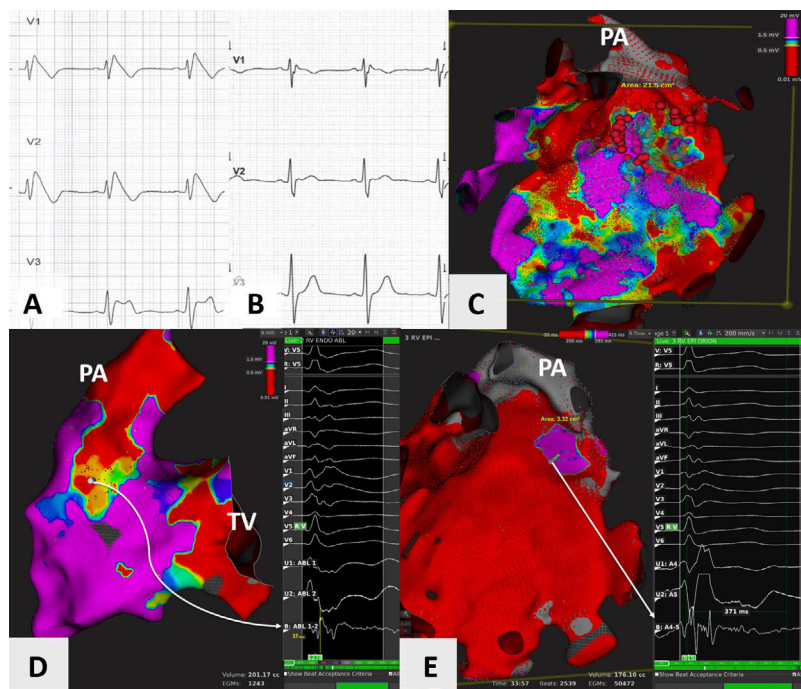 V1
V2
V3
A
V1
V2
V3
B
PA
Area: 21.5 cm²
20 mV
1.5 mV
0.5 mV
0.01 mV
C
PA
TV
20 mV
1.5 mV
0.5 mV
0.01 mV
Volume: 201.17 cc
EGMs: 1243
D
Live: 2 RV ENDO ABL
V: V5
R: V5
I
II
III
aVR
aVL
aVF
V1
V2
V3
V4
V5 R V
V6
U1: ABL 1
U2: ABL 2
B: ABL 1-2
Show Beat Acceptance Criteria
3 RV EPI ...
PA
Area: 3.32 cm²
Time: 33:57
Beats: 2539
Volume: 176.10 cc
EGMs: 50472
E
200 mm/s
Live: 3 RV EPI ORION
V: V5
R: V5
I
II
III
aVR
aVL
aVF
V1
V2
V3
V4
V5 R V
V6
U1: A4
U2: A5
371 ms
B: A4-5
Show Beat Acceptance Criteria